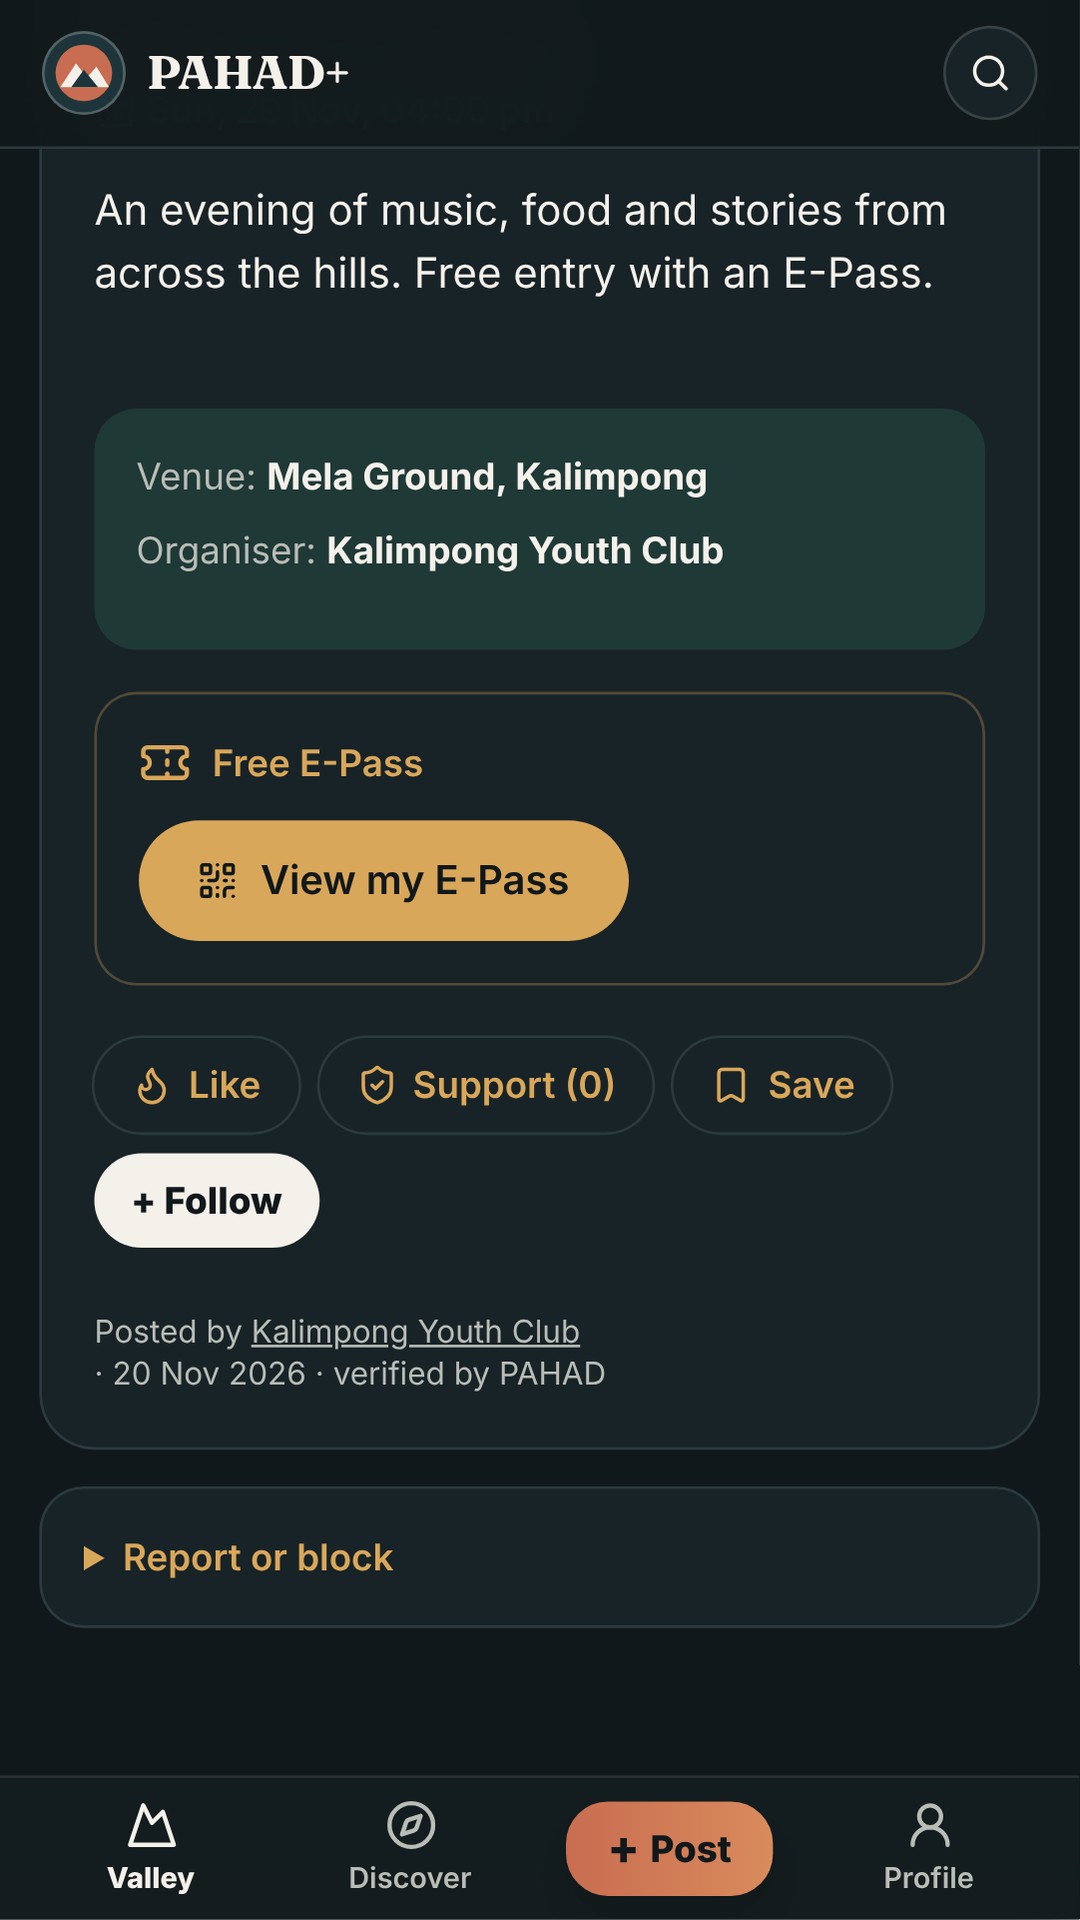 PAHAD+
An evening of music, food and stories from
across the hills. Free entry with an E-Pass.
Venue: Mela Ground, Kalimpong
Organiser: Kalimpong Youth Club
Free E-Pass
View my E-Pass
Like
Support (0)
Save
+ Follow
Posted by Kalimpong Youth Club
· 20 Nov 2026 · verified by PAHAD
Report or block
Valley
Discover
+ Post
Profile